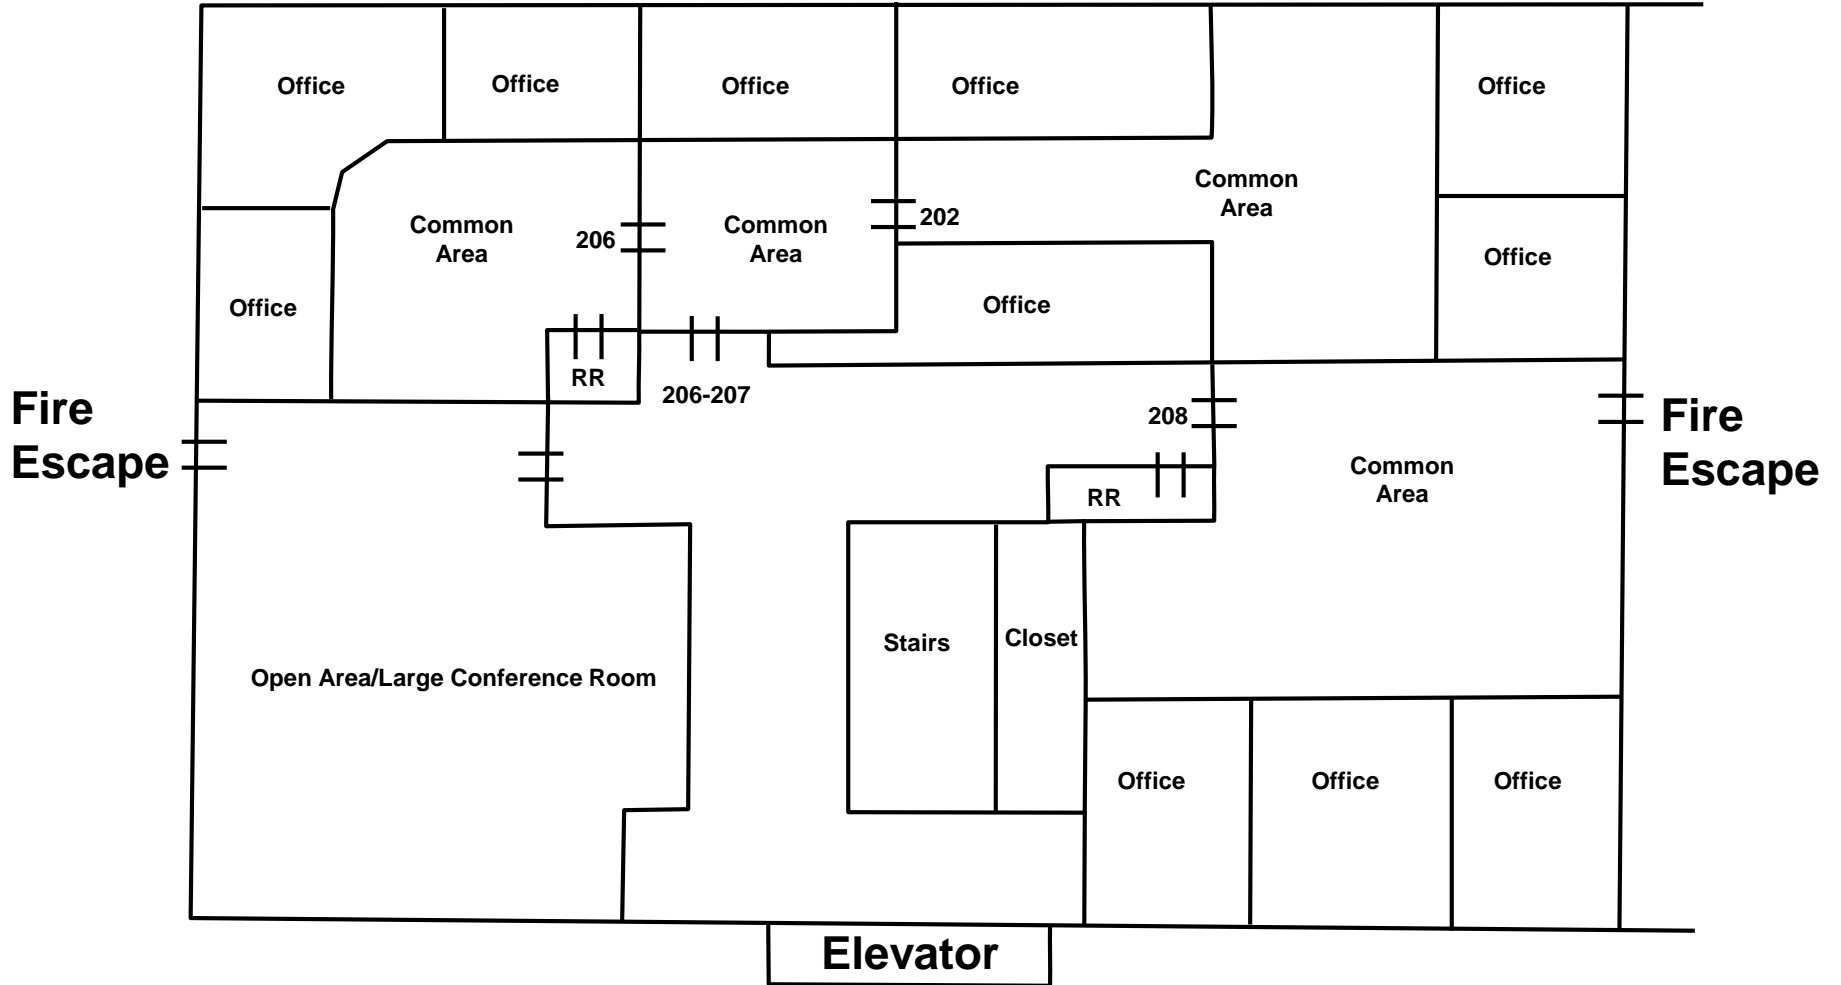 Office
Office
Office
Office
Office
Common
Area
Common
Area
Common
Area
206
202
Office
Office
Office
RR
206-207
Fire
Escape
208
Fire
Escape
Common
Area
RR
Stairs
Closet
Open Area/Large Conference Room
Office
Office
Office
Elevator